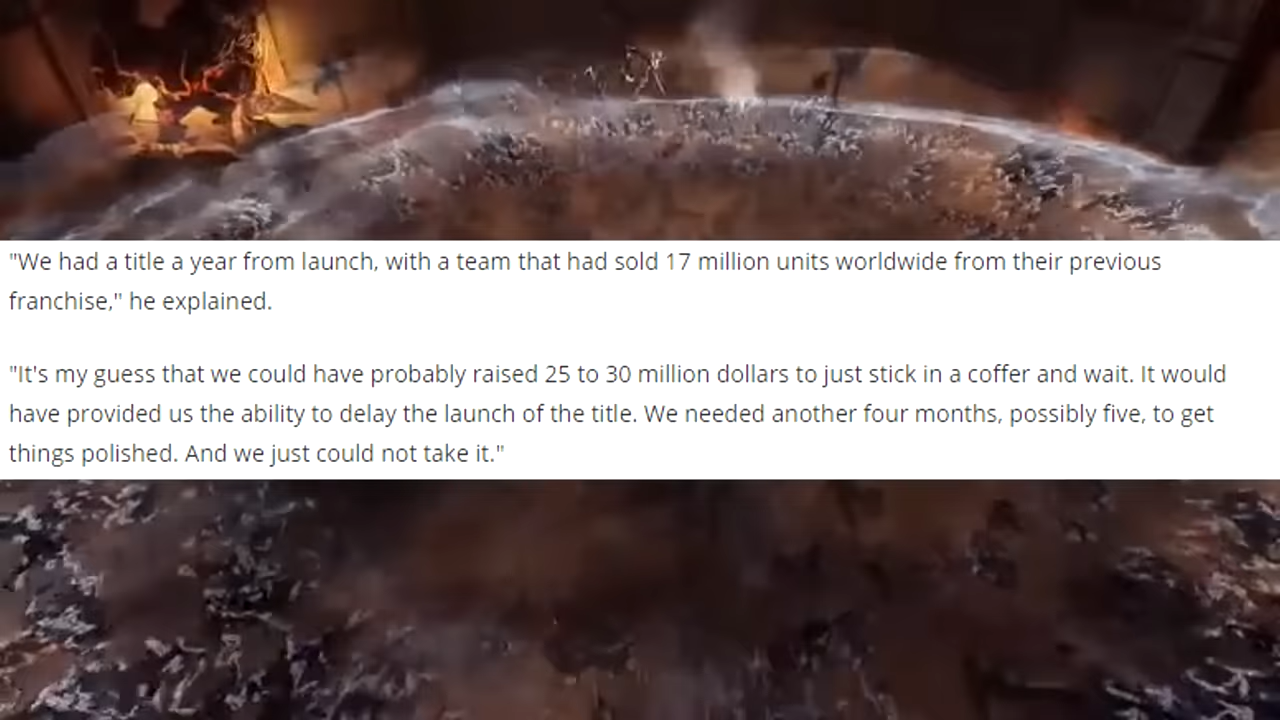 "We had a title a year from launch, with a team that had sold 17 million units worldwide from their previous
franchise," he explained.
"It's my guess that we could have probably raised 25 to 30 million dollars to just stick in a coffer and wait. It would
have provided us the ability to delay the launch of the title. We needed another four months, possibly five, to get
things polished. And we just could not take it."